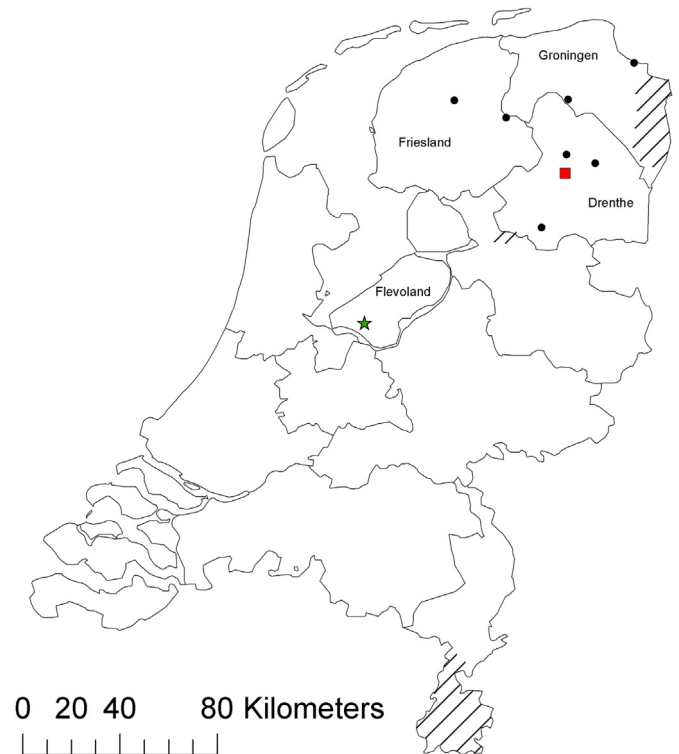 Groningen
Friesland
Drenthe
Flevoland
0 20 40 80 Kilometers